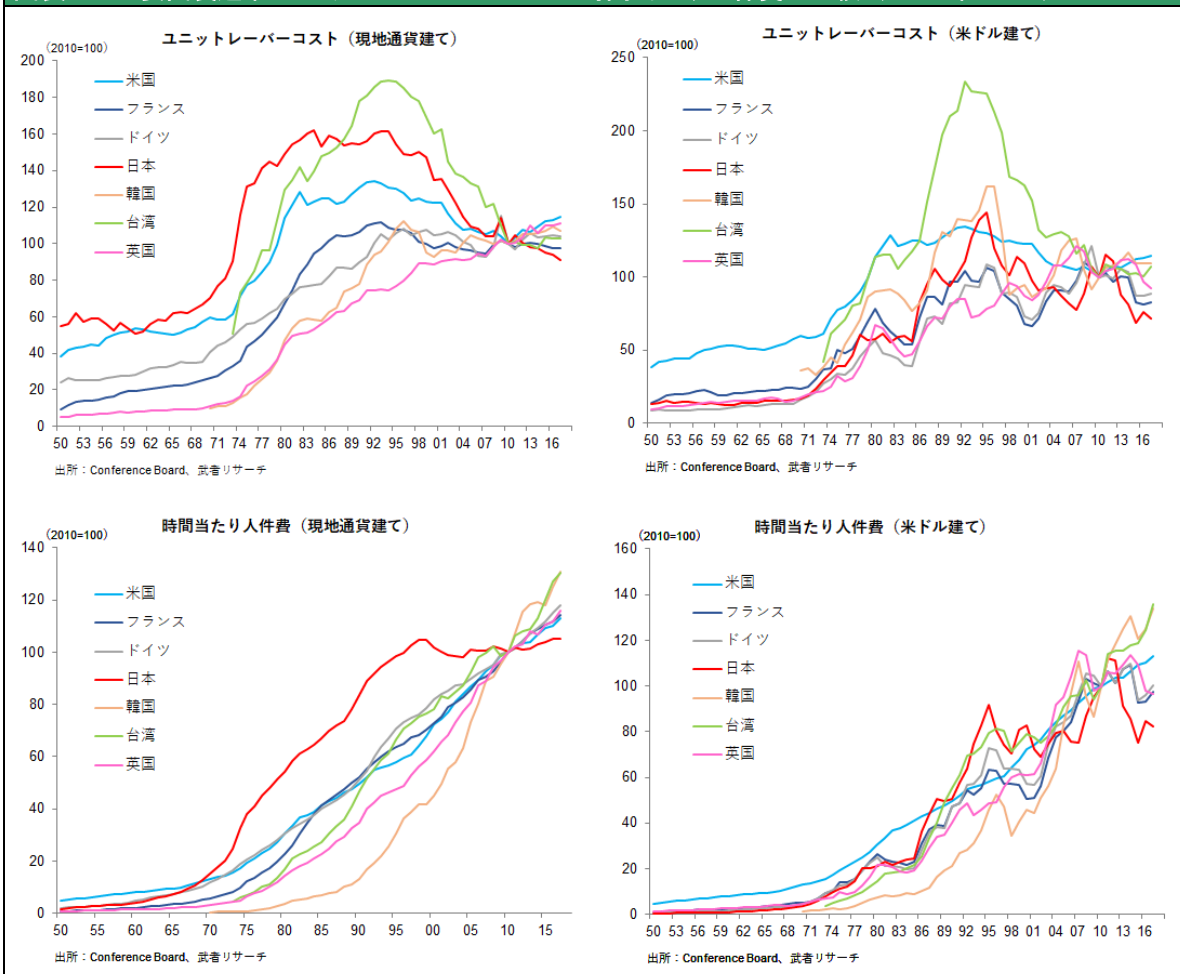 ユニットレーバーコスト（現地通貨建て）
（2010=100）
200
180
160
140
120
100
80
60
40
20
0
米国
フランス
ドイツ
日本
韓国
台湾
英国
50 53 56 59 62 65 68 71 74 77 80 83 86 89 92 95 98 01 04 07 10 13 16
出所：Conference Board、武者リサーチ
ユニットレーバーコスト（米ドル建て）
（2010=100）
250
200
150
100
50
0
米国
フランス
ドイツ
日本
韓国
台湾
英国
50 53 56 59 62 65 68 71 74 77 80 83 86 89 92 95 98 01 04 07 10 13 16
出所：Conference Board、武者リサーチ
時間当たり人件費（現地通貨建て）
（2010=100）
140
120
100
80
60
40
20
0
米国
フランス
ドイツ
日本
韓国
台湾
英国
50 55 60 65 70 75 80 85 90 95 00 05 10 15
出所：Conference Board、武者リサーチ
時間当たり人件費（米ドル建て）
（2010=100）
160
140
120
100
80
60
40
20
0
米国
フランス
ドイツ
日本
韓国
台湾
英国
50 53 56 59 62 65 68 71 74 77 80 83 86 89 92 95 98 01 04 07 10 13 16
出所：Conference Board、武者リサーチ